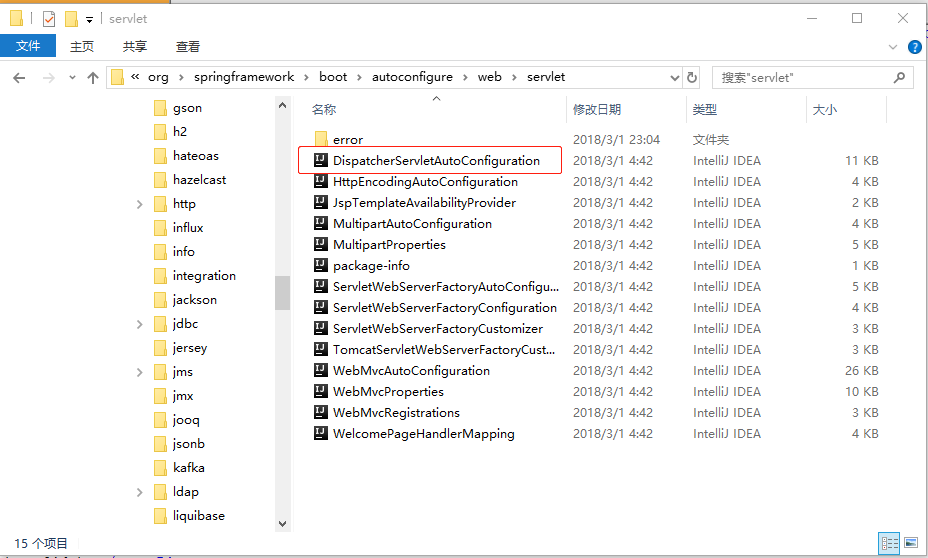 servlet
文件 主页 共享 查看
« org › springframework › boot › autoconfigure › web › servlet 搜索"servlet"
gson
h2
hateoas
hazelcast
http
influx
info
integration
jackson
jdbc
jersey
jms
jmx
jooq
jsonb
kafka
ldap
liquibase
名称 修改日期 类型 大小
error 2018/3/1 23:04 文件夹
DispatcherServletAutoConfiguration 2018/3/1 4:42 IntelliJ IDEA 11 KB
HttpEncodingAutoConfiguration 2018/3/1 4:42 IntelliJ IDEA 4 KB
JspTemplateAvailabilityProvider 2018/3/1 4:42 IntelliJ IDEA 2 KB
MultipartAutoConfiguration 2018/3/1 4:42 IntelliJ IDEA 4 KB
MultipartProperties 2018/3/1 4:42 IntelliJ IDEA 5 KB
package-info 2018/3/1 4:42 IntelliJ IDEA 1 KB
ServletWebServerFactoryAutoConfigu... 2018/3/1 4:42 IntelliJ IDEA 5 KB
ServletWebServerFactoryConfiguration 2018/3/1 4:42 IntelliJ IDEA 4 KB
ServletWebServerFactoryCustomizer 2018/3/1 4:42 IntelliJ IDEA 3 KB
TomcatServletWebServerFactoryCust... 2018/3/1 4:42 IntelliJ IDEA 3 KB
WebMvcAutoConfiguration 2018/3/1 4:42 IntelliJ IDEA 26 KB
WebMvcProperties 2018/3/1 4:42 IntelliJ IDEA 10 KB
WebMvcRegistrations 2018/3/1 4:42 IntelliJ IDEA 3 KB
WelcomePageHandlerMapping 2018/3/1 4:42 IntelliJ IDEA 4 KB
15 个项目